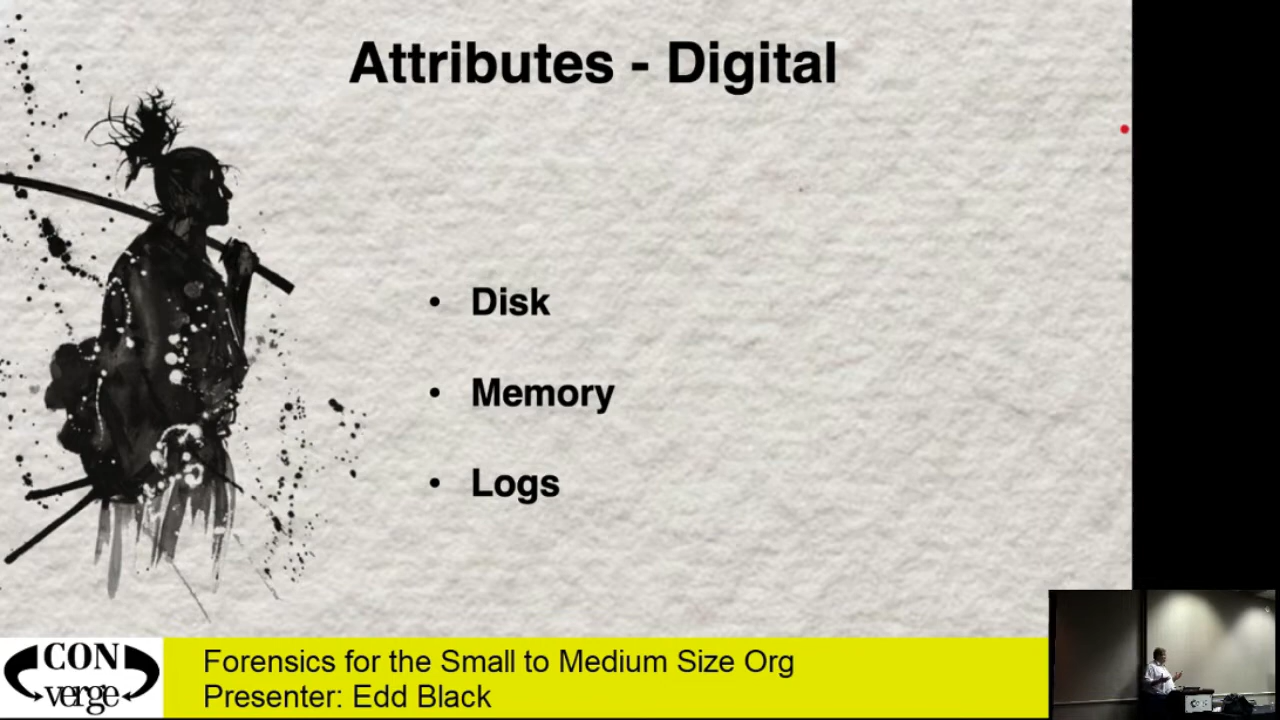 Attributes - Digital
• Disk
• Memory
• Logs
CON
verge
Forensics for the Small to Medium Size Org
Presenter: Edd Black